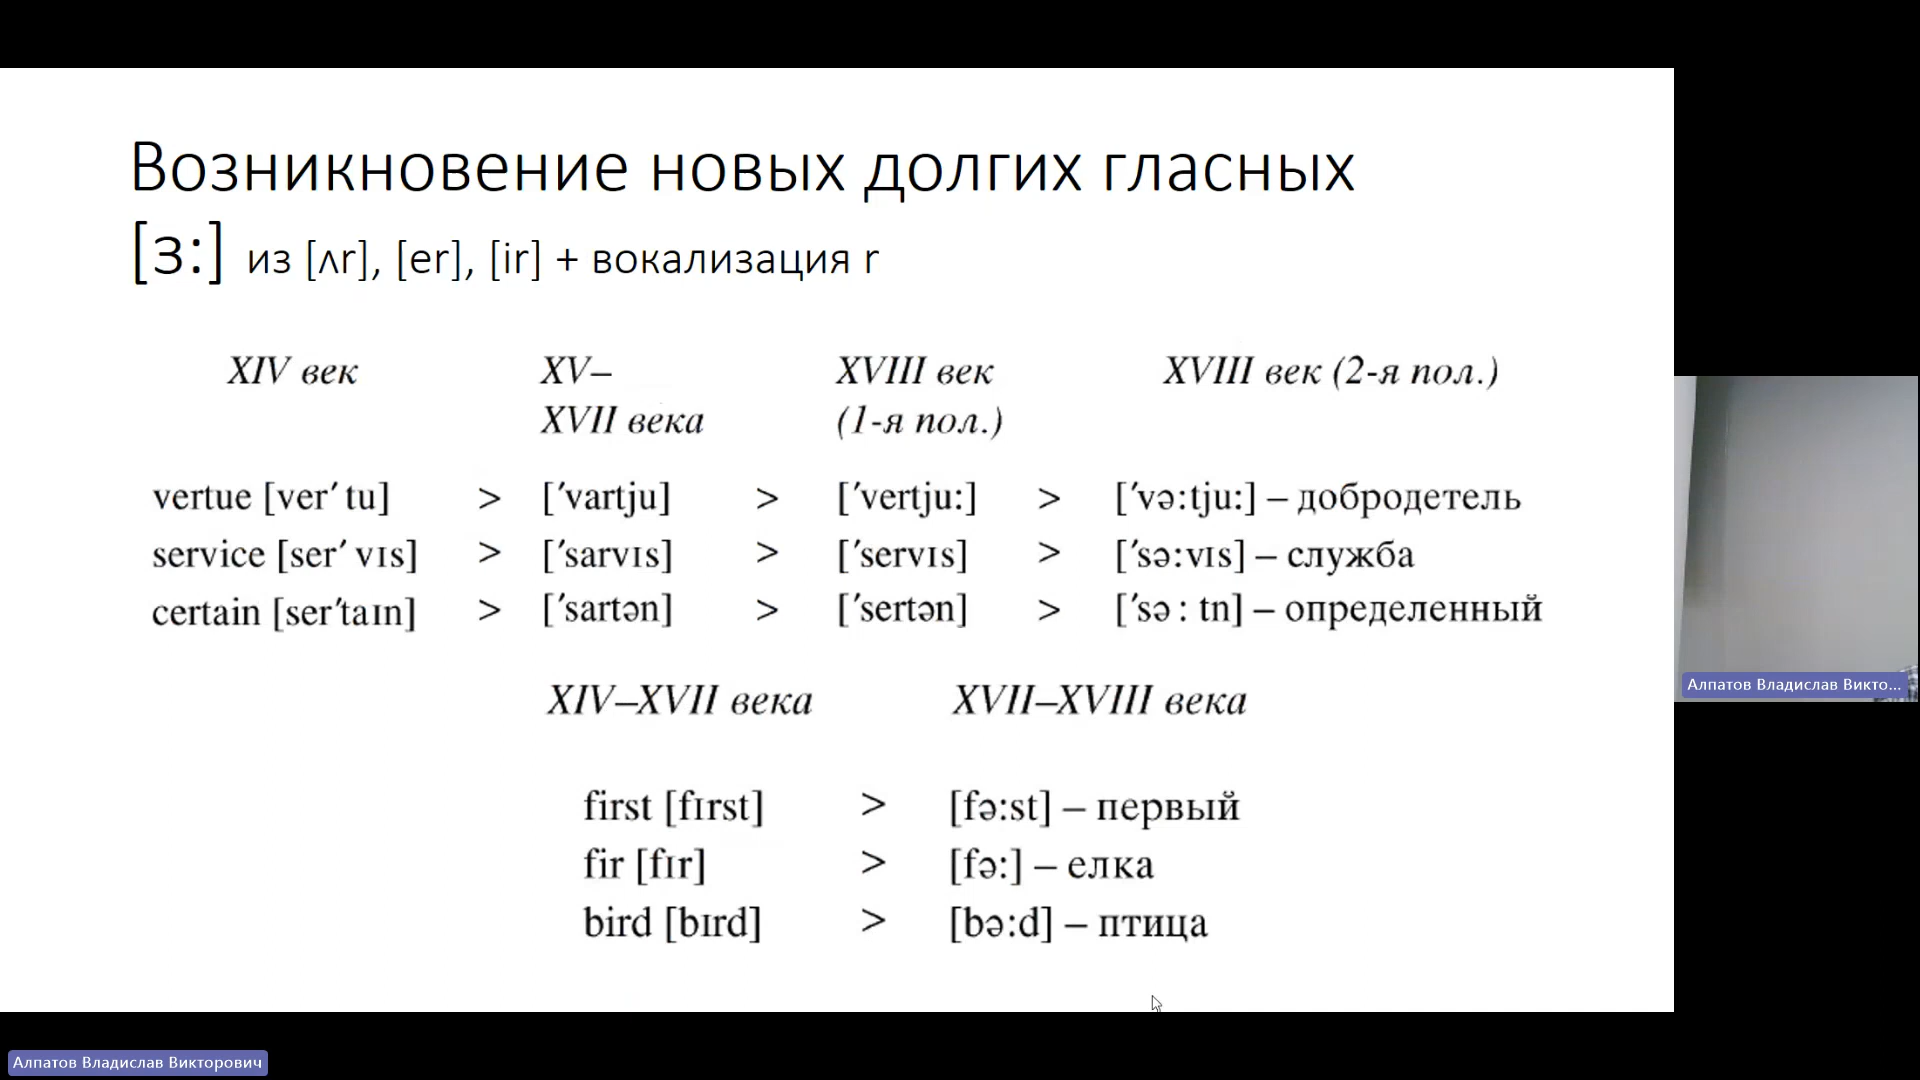 Возникновение новых долгих гласных
[з:] из [ʌr], [er], [ir] + вокализация r
XIV век XV– XVIII век XVIII век (2-я пол.)
XVII века (1-я пол.)
vertue [ver′ tu] > [′vartju] > [′vertju:] > [′və:tju:] – добродетель
service [ser′ vɪs] > [′sarvɪs] > [′servɪs] > [′sə:vɪs] – служба
certain [ser′taɪn] > [′sartən] > [′sertən] > [′sə : tn] – определенный
XIV–XVII века XVII–XVIII века
first [fɪrst] > [fə:st] – первый
fir [fɪr] > [fə:] – елка
bird [bɪrd] > [bə:d] – птица
Алпатов Владислав Викто...
Алпатов Владислав Викторович